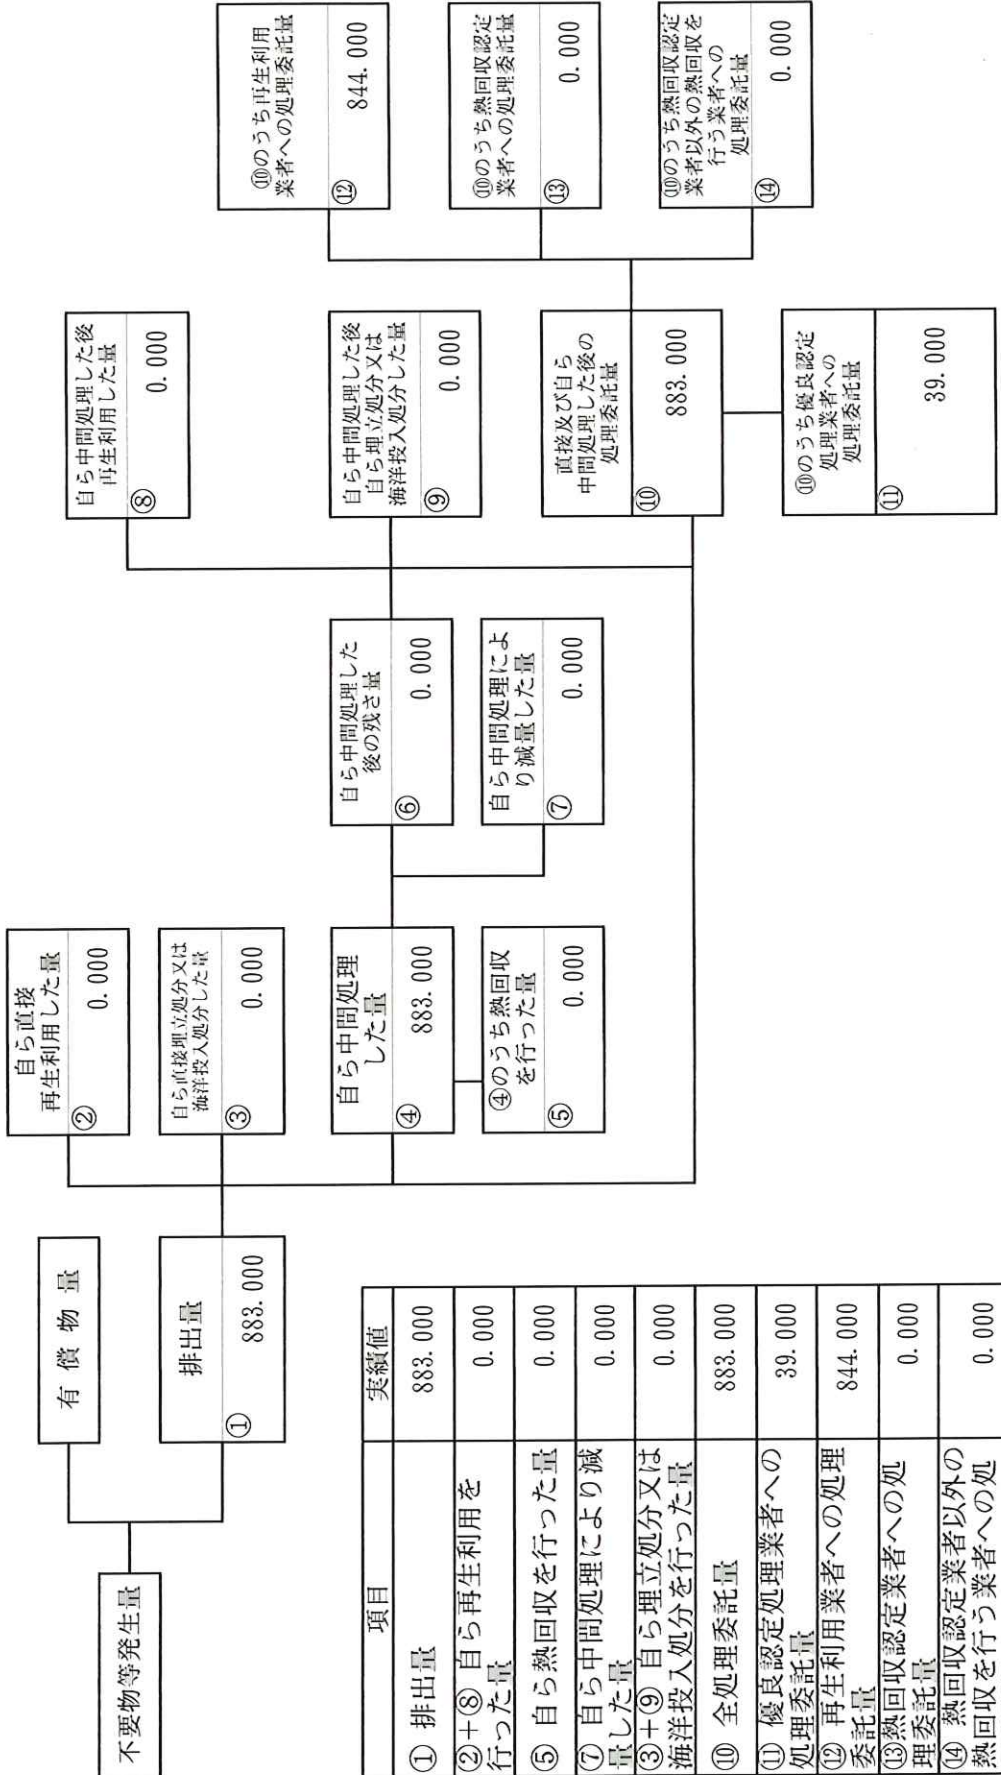 不要物等発生量
有償物量
排出量
① 883.000
自ら直接
再生利用した量
② 0.000
自ら直接埋立処分又は
海洋投入処分した量
③ 0.000
自ら中間処理
した量
④ 883.000
④のうち熱回収
を行った量
⑤ 0.000
自ら中間処理した
後の残さ量
⑥ 0.000
自ら中間処理によ
り減量した量
⑦ 0.000
自ら中間処理した後
再生利用した量
⑧ 0.000
自ら中間処理した後
自ら埋立処分又は
海洋投入処分した量
⑨ 0.000
直接及び自ら
中間処理した後の
処理委託量
⑩ 883.000
⑩のうち優良認定
処理業者への
処理委託量
⑪ 39.000
⑩のうち再生利用
業者への処理委託量
⑫ 844.000
⑩のうち熱回収認定
業者への処理委託量
⑬ 0.000
⑩のうち熱回収認定
業者以外の熱回収を
行う業者への
処理委託量
⑭ 0.000
項目 実績値
① 排出量 883.000
②+⑧ 自ら再生利用を
行った量 0.000
⑤ 自ら熱回収を行った量 0.000
⑦ 自ら中間処理により減
量した量 0.000
③+⑨ 自ら埋立処分又は
海洋投入処分を行った量 0.000
⑩ 全処理委託量 883.000
⑪ 優良認定処理業者への
処理委託量 39.000
⑫ 再生利用業者への処理
委託量 844.000
⑬熱回収認定業者への処
理委託量 0.000
⑭ 熱回収認定業者以外の
熱回収を行う業者への処 0.000